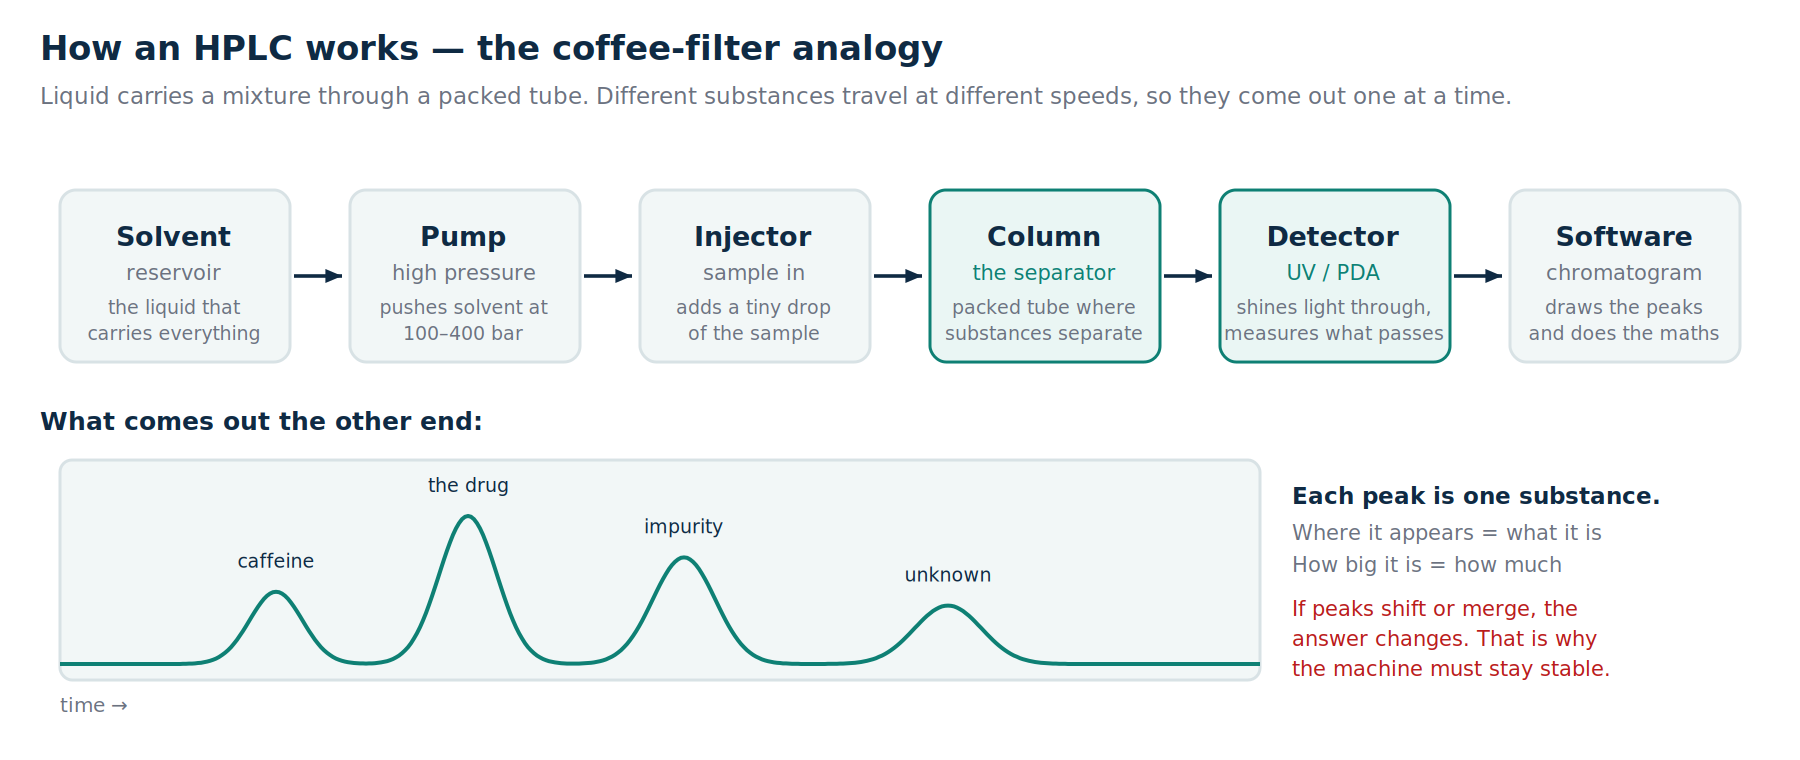 How an HPLC works — the coffee-filter analogy
Liquid carries a mixture through a packed tube. Different substances travel at different speeds, so they come out one at a time.
Solvent
reservoir
the liquid that
carries everything
Pump
high pressure
pushes solvent at
100–400 bar
Injector
sample in
adds a tiny drop
of the sample
Column
the separator
packed tube where
substances separate
Detector
UV / PDA
shines light through,
measures what passes
Software
chromatogram
draws the peaks
and does the maths
What comes out the other end:
caffeine
the drug
impurity
unknown
time →
Each peak is one substance.
Where it appears = what it is
How big it is = how much
If peaks shift or merge, the
answer changes. That is why
the machine must stay stable.